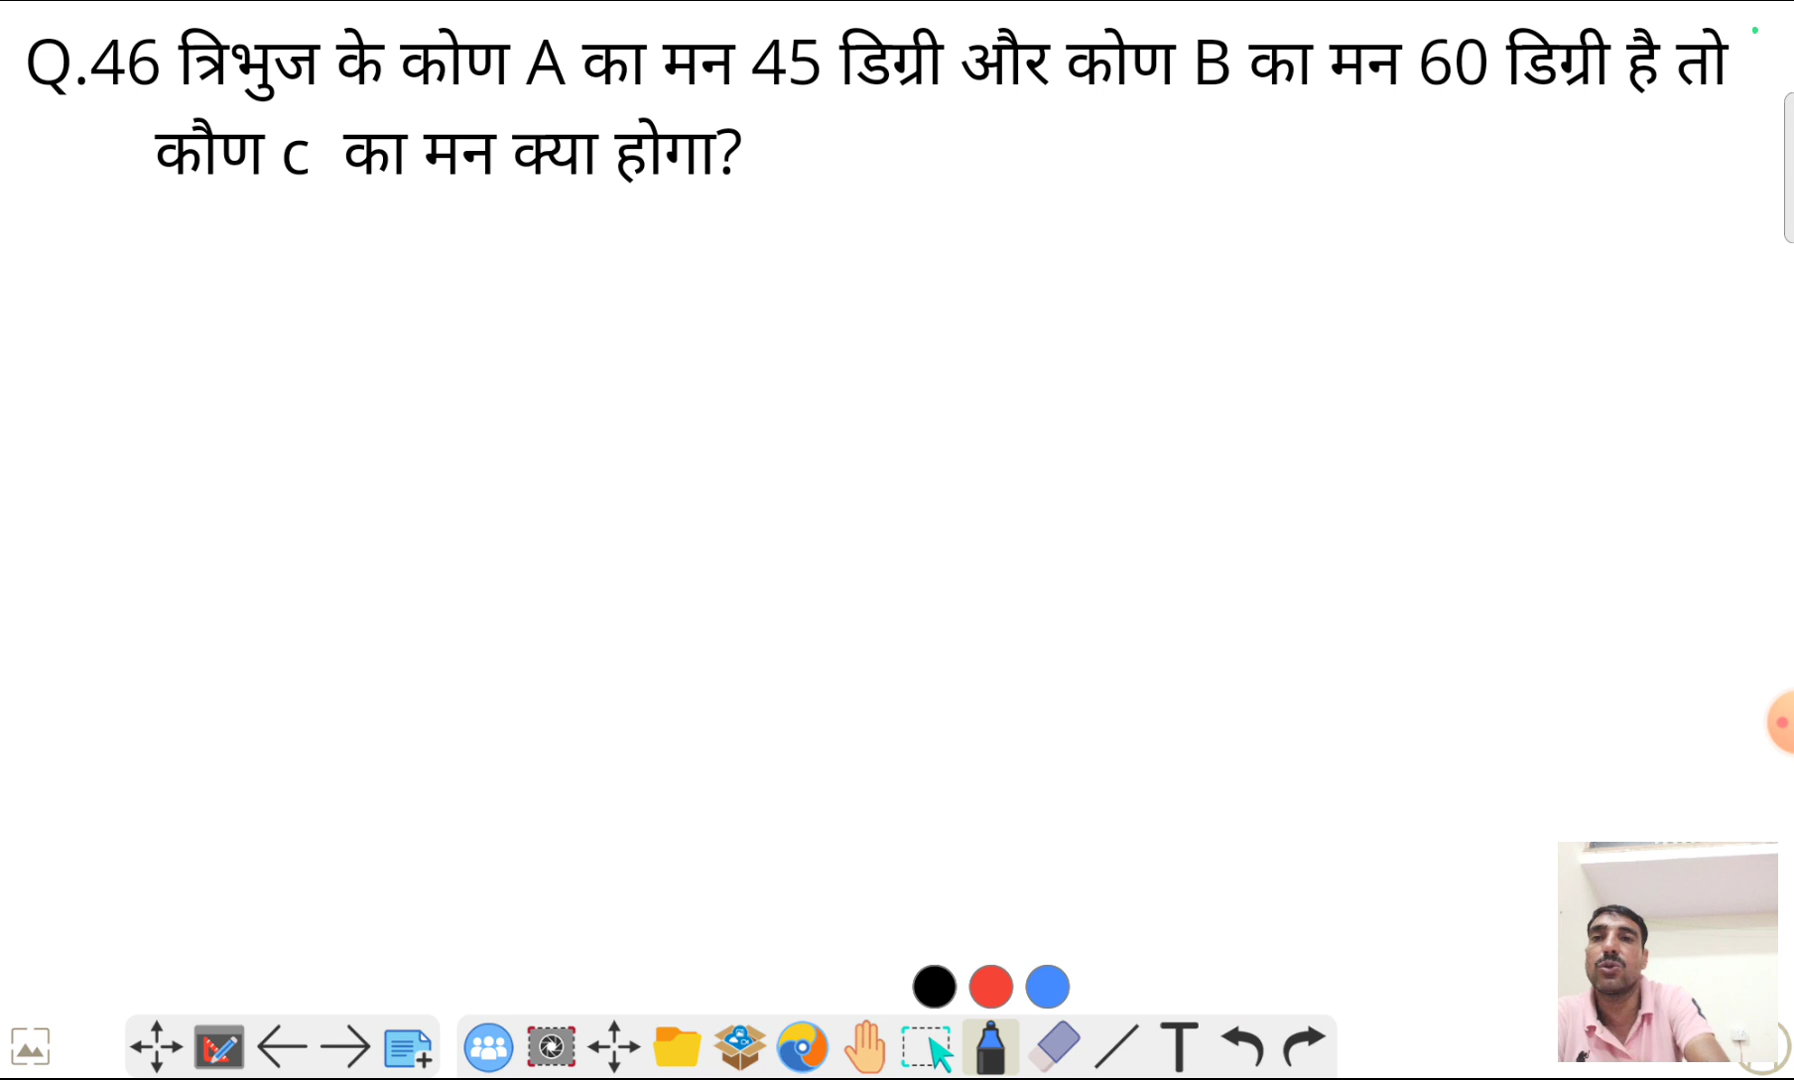 Q.46 त्रिभुज के कोण A का मन 45 डिग्री और कोण B का मन 60 डिग्री है तो
कौण c का मन क्या होगा?